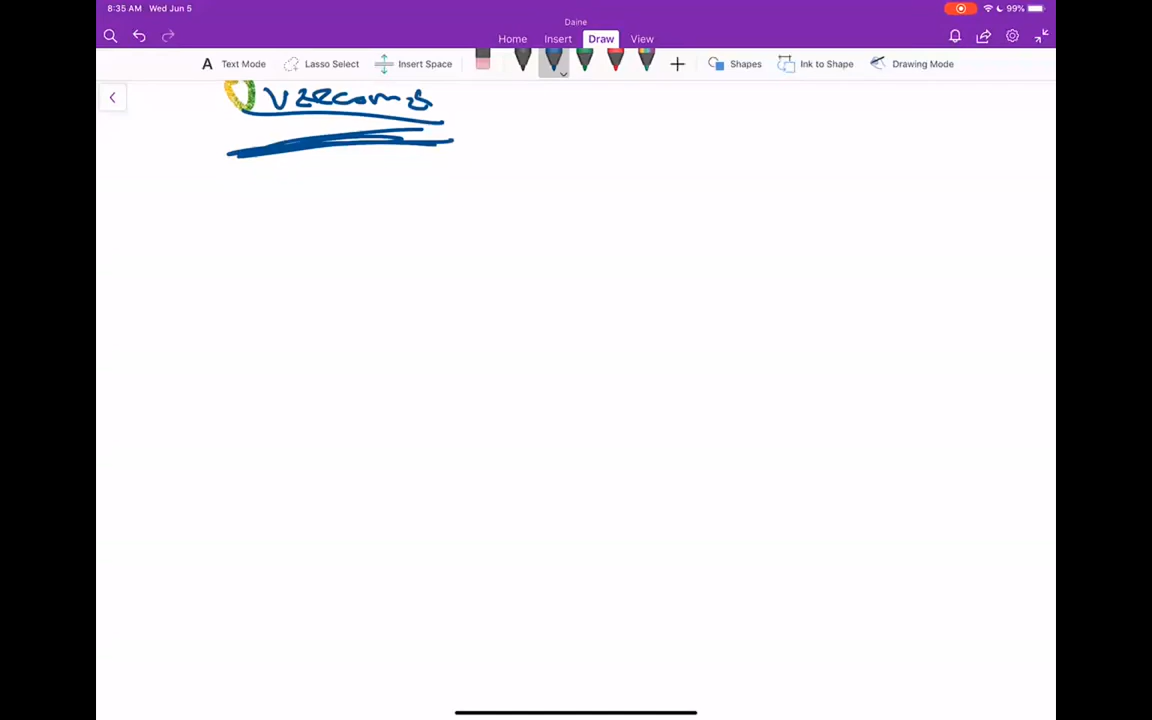 8:35 AM Wed Jun 5
99%
Daine
Home Insert Draw View
A Text Mode Lasso Select Insert Space Shapes Ink to Shape Drawing Mode